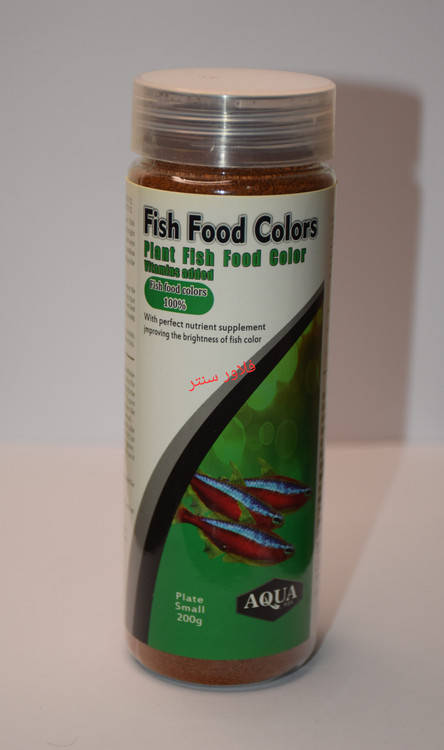 Fish Food Colors
Plant Fish Food Color
Vitamins added
Fish food colors
100%
With perfect nutrient supplement
jmproving the brightness of fish color
فلاور سنتر
Plate
Small
200g
AQUA